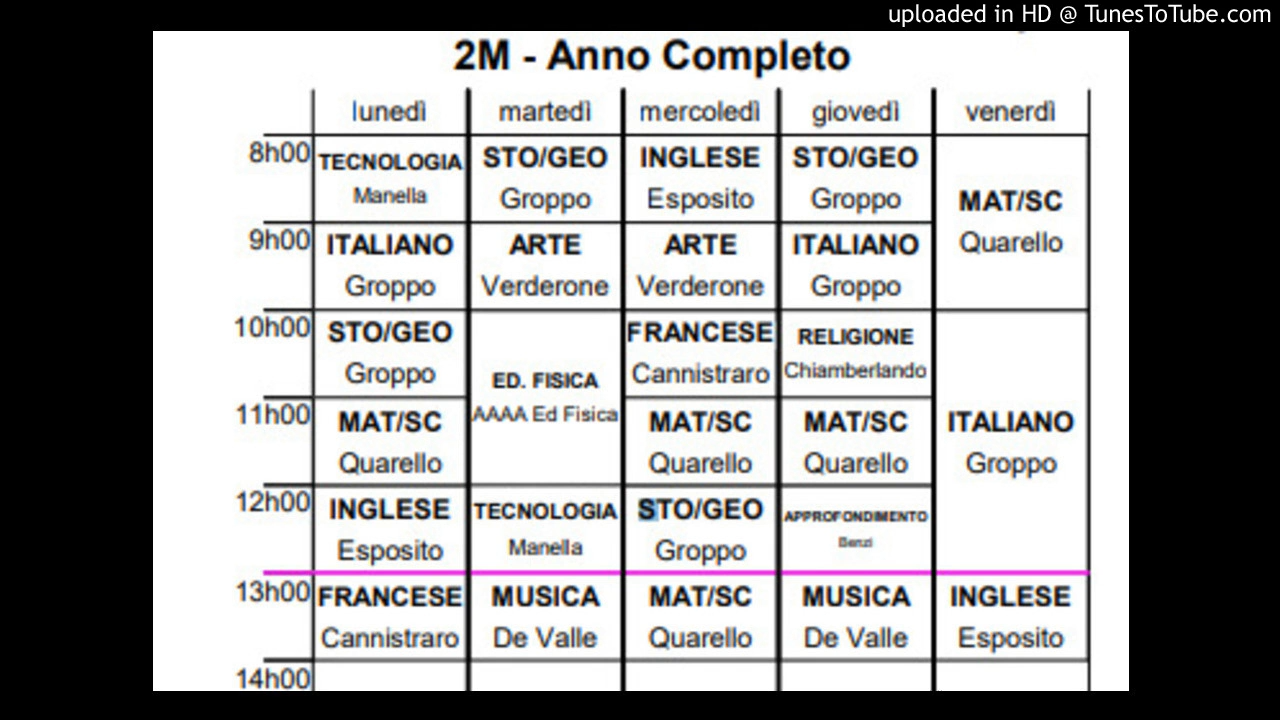 uploaded in HD @ TunesToTube.com
2M - Anno Completo
lunedì martedì mercoledì giovedì venerdì
8h00 TECNOLOGIA STO/GEO INGLESE STO/GEO
Manella Groppo Esposito Groppo
MAT/SC
Quarello
9h00 ITALIANO ARTE ARTE ITALIANO
Groppo Verderone Verderone Groppo
10h00 STO/GEO FRANCESE RELIGIONE
Groppo Cannistraro Chiamberlando
ED. FISICA
AAAA Ed Fisica
11h00 MAT/SC MAT/SC MAT/SC ITALIANO
Quarello Quarello Quarello Groppo
12h00 INGLESE TECNOLOGIA STO/GEO APPROFONDIMENTO
Esposito Manella Groppo Benzi
13h00 FRANCESE MUSICA MAT/SC MUSICA INGLESE
Cannistraro De Valle Quarello De Valle Esposito
14h00